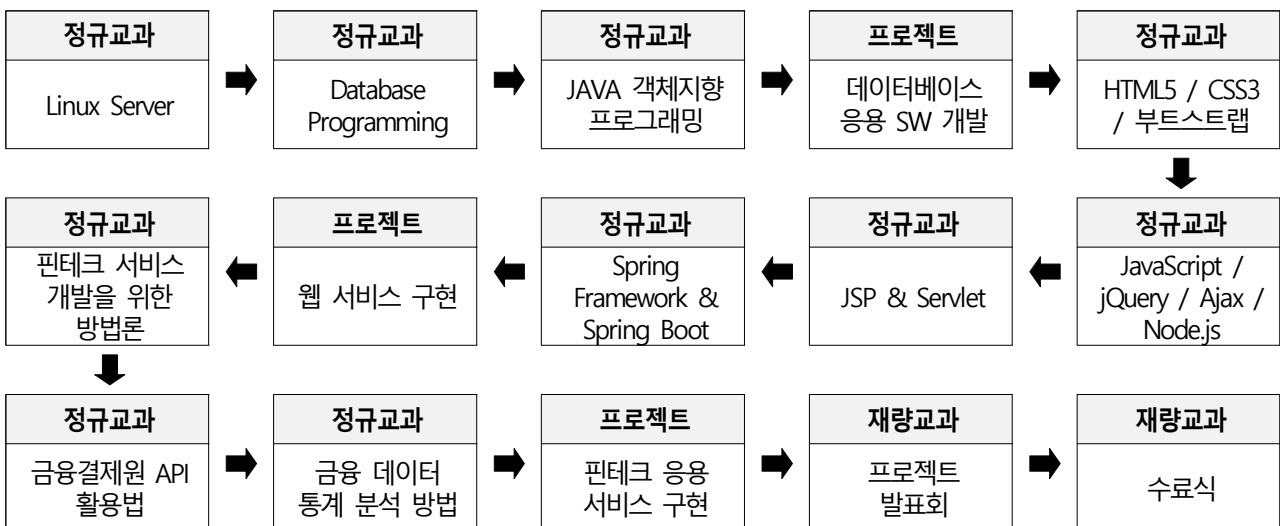 정규교과
Linux Server
정규교과
Database
Programming
정규교과
JAVA 객체지향
프로그래밍
프로젝트
데이터베이스
응용 SW 개발
정규교과
HTML5 / CSS3
/ 부트스트랩
정규교과
JavaScript /
jQuery / Ajax /
Node.js
정규교과
JSP & Servlet
정규교과
Spring
Framework &
Spring Boot
프로젝트
웹 서비스 구현
정규교과
핀테크 서비스
개발을 위한
방법론
정규교과
금융결제원 API
활용법
정규교과
금융 데이터
통계 분석 방법
프로젝트
핀테크 응용
서비스 구현
재량교과
프로젝트
발표회
재량교과
수료식